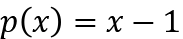 p(x) = x − 1